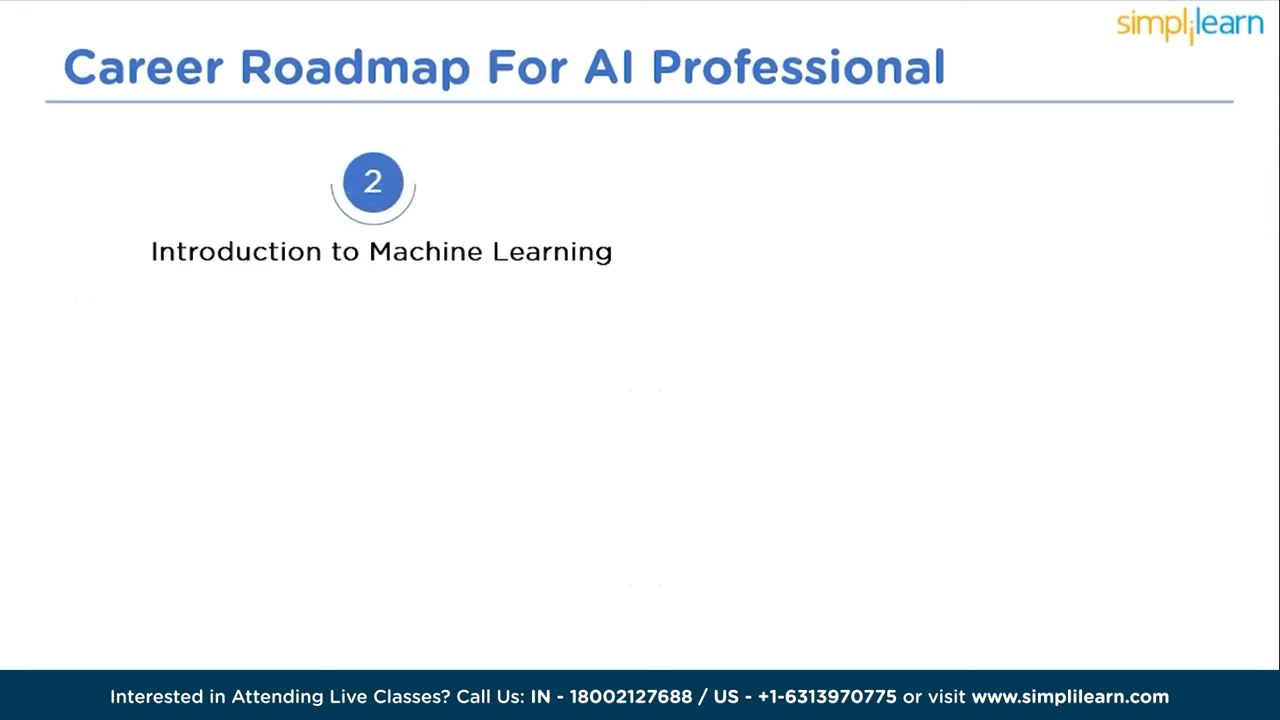 simplilearn
Career Roadmap For AI Professional
2
Introduction to Machine Learning
Interested in Attending Live Classes? Call Us: IN - 18002127688 / US - +1-6313970775 or visit www.simplilearn.com